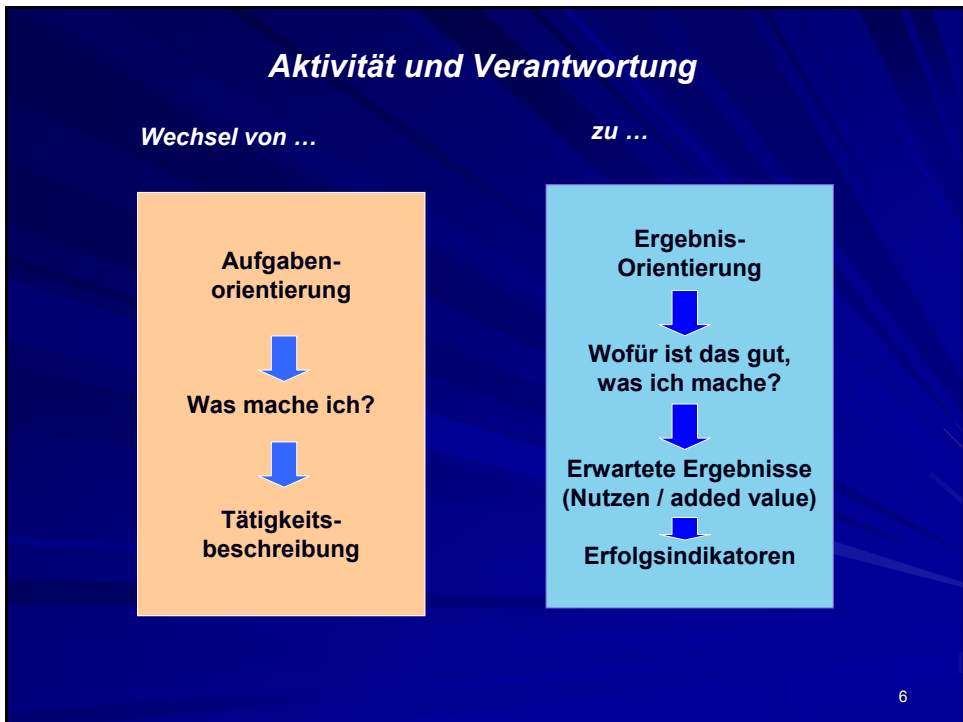 Aktivität und Verantwortung
Wechsel von …
zu …
Aufgaben-
orientierung
Was mache ich?
Tätigkeits-
beschreibung
Ergebnis-
Orientierung
Wofür ist das gut,
was ich mache?
Erwartete Ergebnisse
(Nutzen / added value)
Erfolgsindikatoren
6